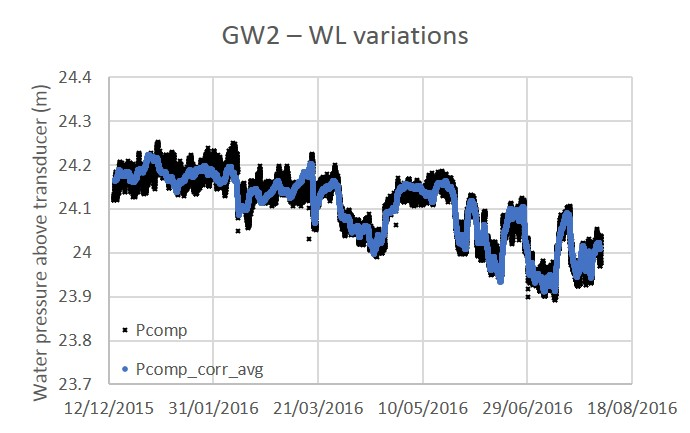 GW2 – WL variations
Water pressure above transducer (m)
24.4
24.3
24.2
24.1
24
23.9
23.8
23.7
Pcomp
Pcomp_corr_avg
12/12/2015 31/01/2016 21/03/2016 10/05/2016 29/06/2016 18/08/2016